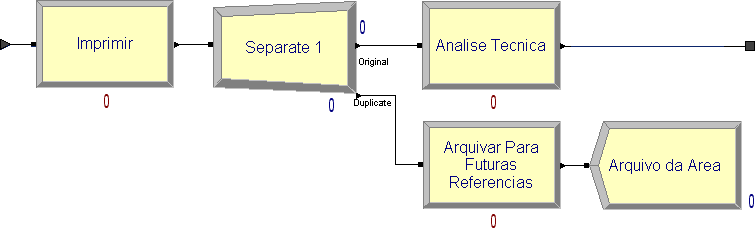 Imprimir
0
Separate 1
0
Original
0
Duplicate
Analise Tecnica
0
Arquivar Para
Futuras
Referencias
0
Arquivo da Area
0